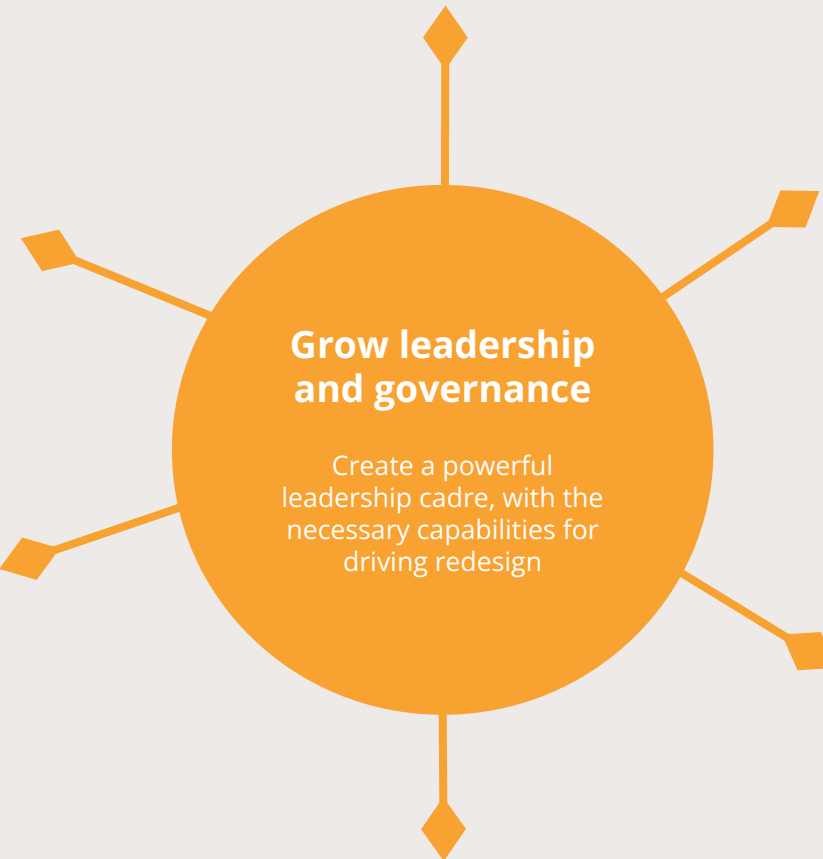 Grow leadership
and governance
Create a powerful
leadership cadre, with the
necessary capabilities for
driving redesign